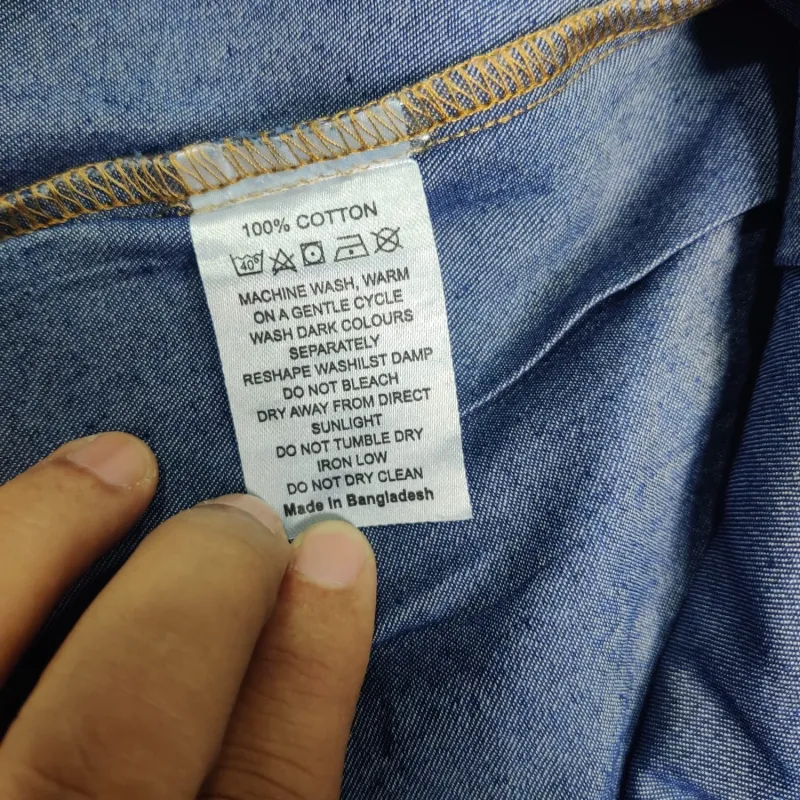 100% COTTON
40°
MACHINE WASH, WARM
ON A GENTLE CYCLE
WASH DARK COLOURS
SEPARATELY
RESHAPE WASHILST DAMP
DO NOT BLEACH
DRY AWAY FROM DIRECT
SUNLIGHT
DO NOT TUMBLE DRY
IRON LOW
DO NOT DRY CLEAN
Made In Bangladesh